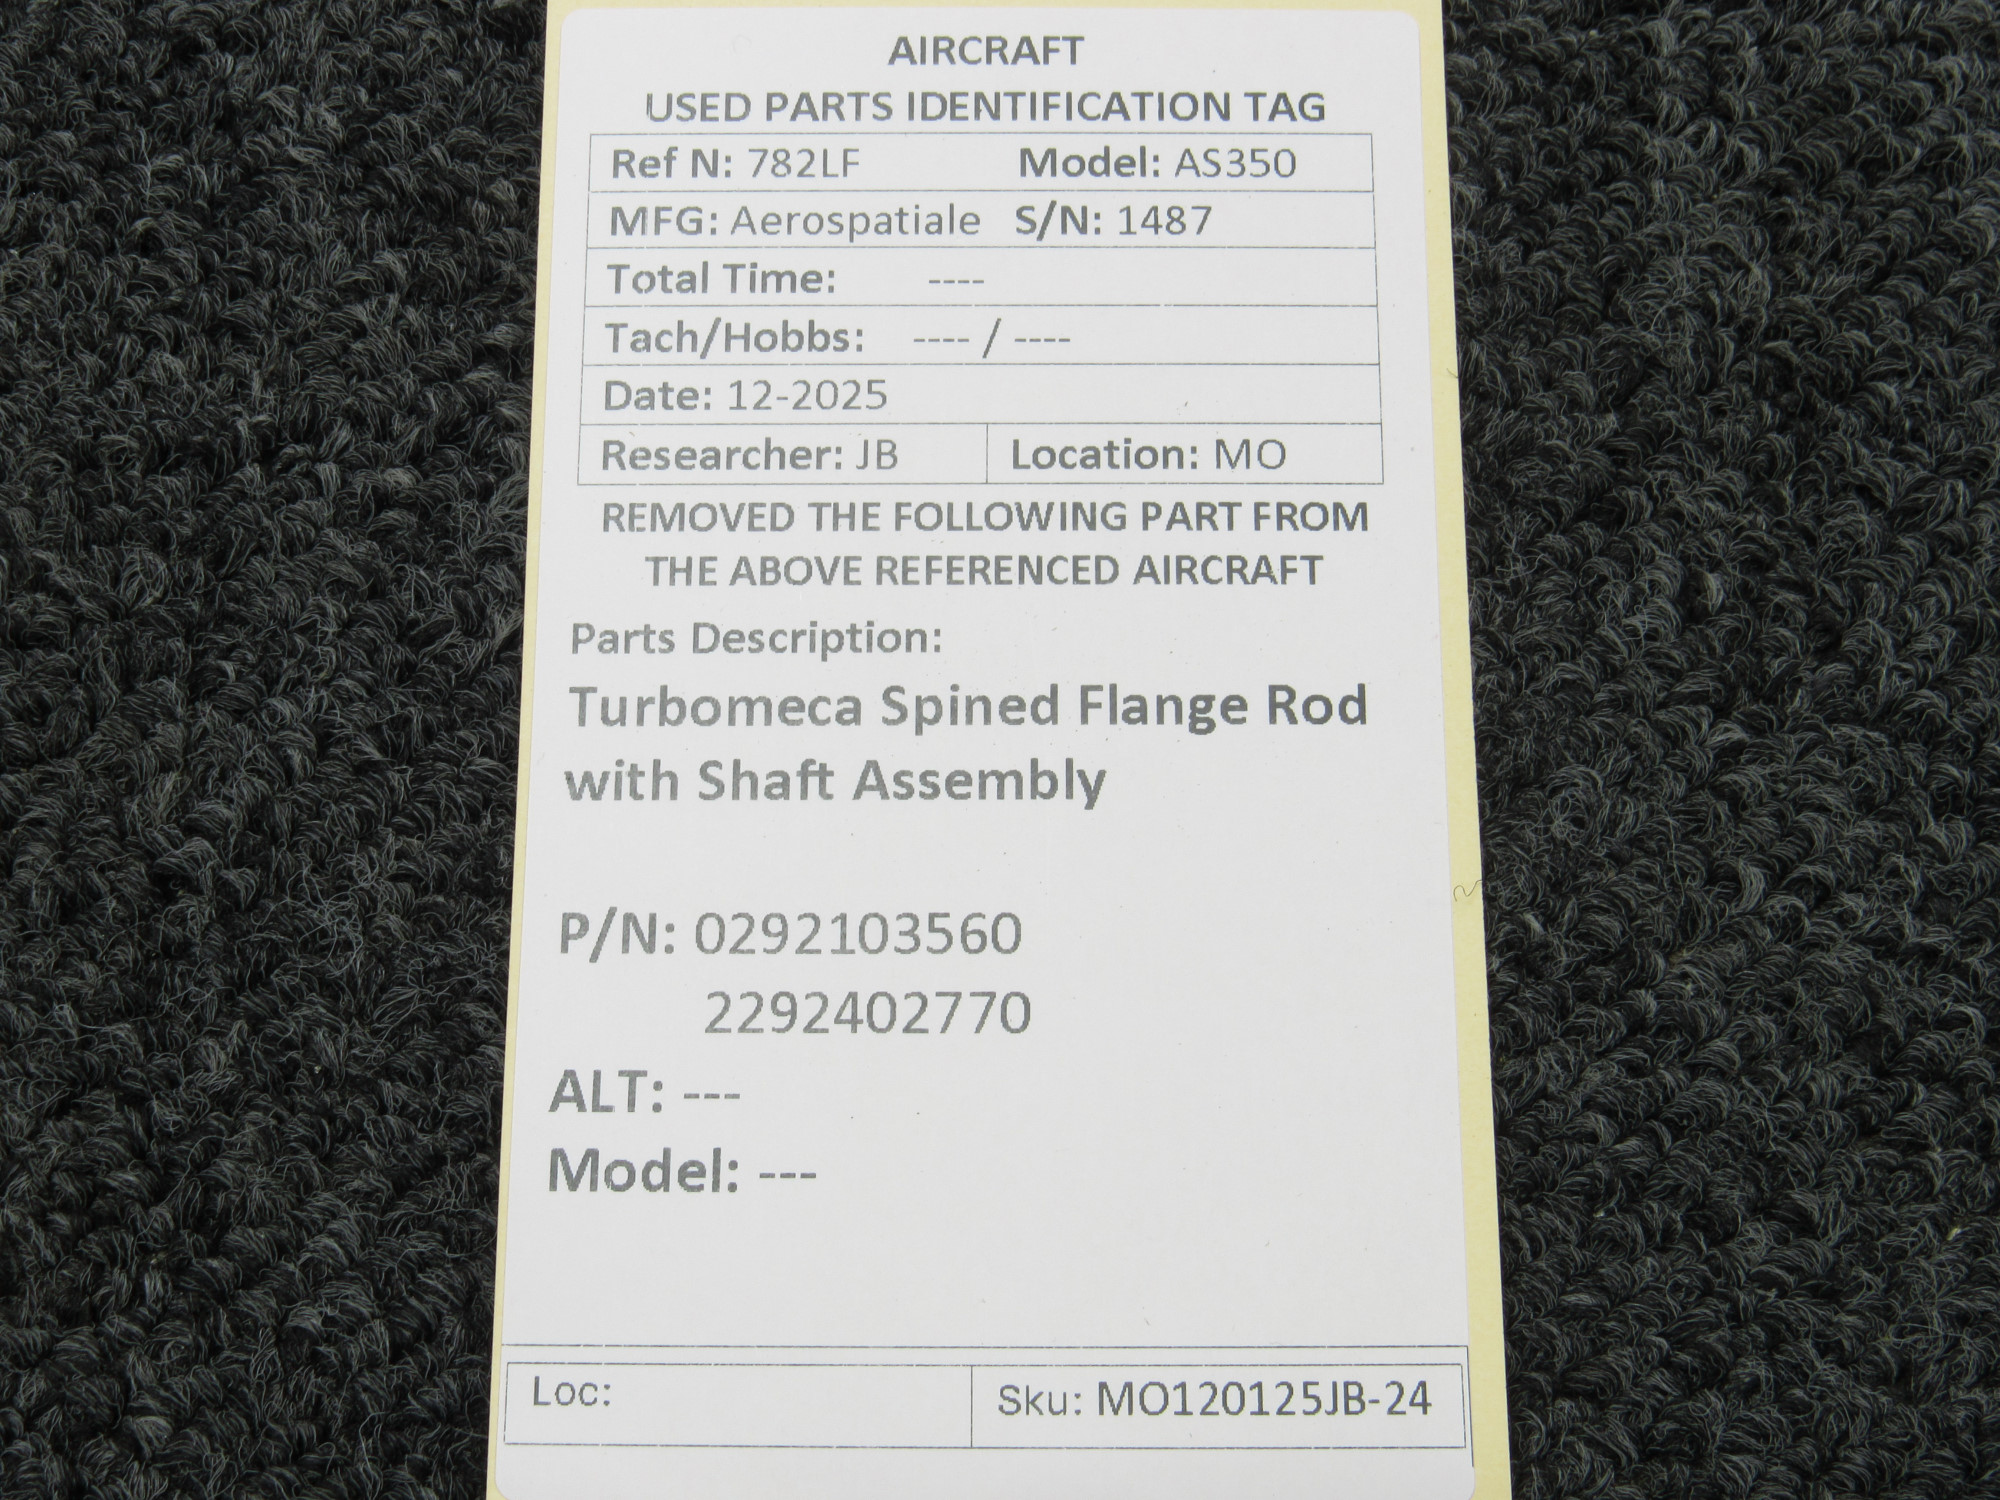 AIRCRAFT
USED PARTS IDENTIFICATION TAG
Ref N: 782LF Model: AS350
MFG: Aerospatiale S/N: 1487
Total Time: ----
Tach/Hobbs: ---- / ----
Date: 12-2025
Researcher: JB Location: MO
REMOVED THE FOLLOWING PART FROM
THE ABOVE REFERENCED AIRCRAFT
Parts Description:
Turbomeca Spined Flange Rod
with Shaft Assembly
P/N: 0292103560
2292402770
ALT: ---
Model: ---
Loc: Sku: MO120125JB-24